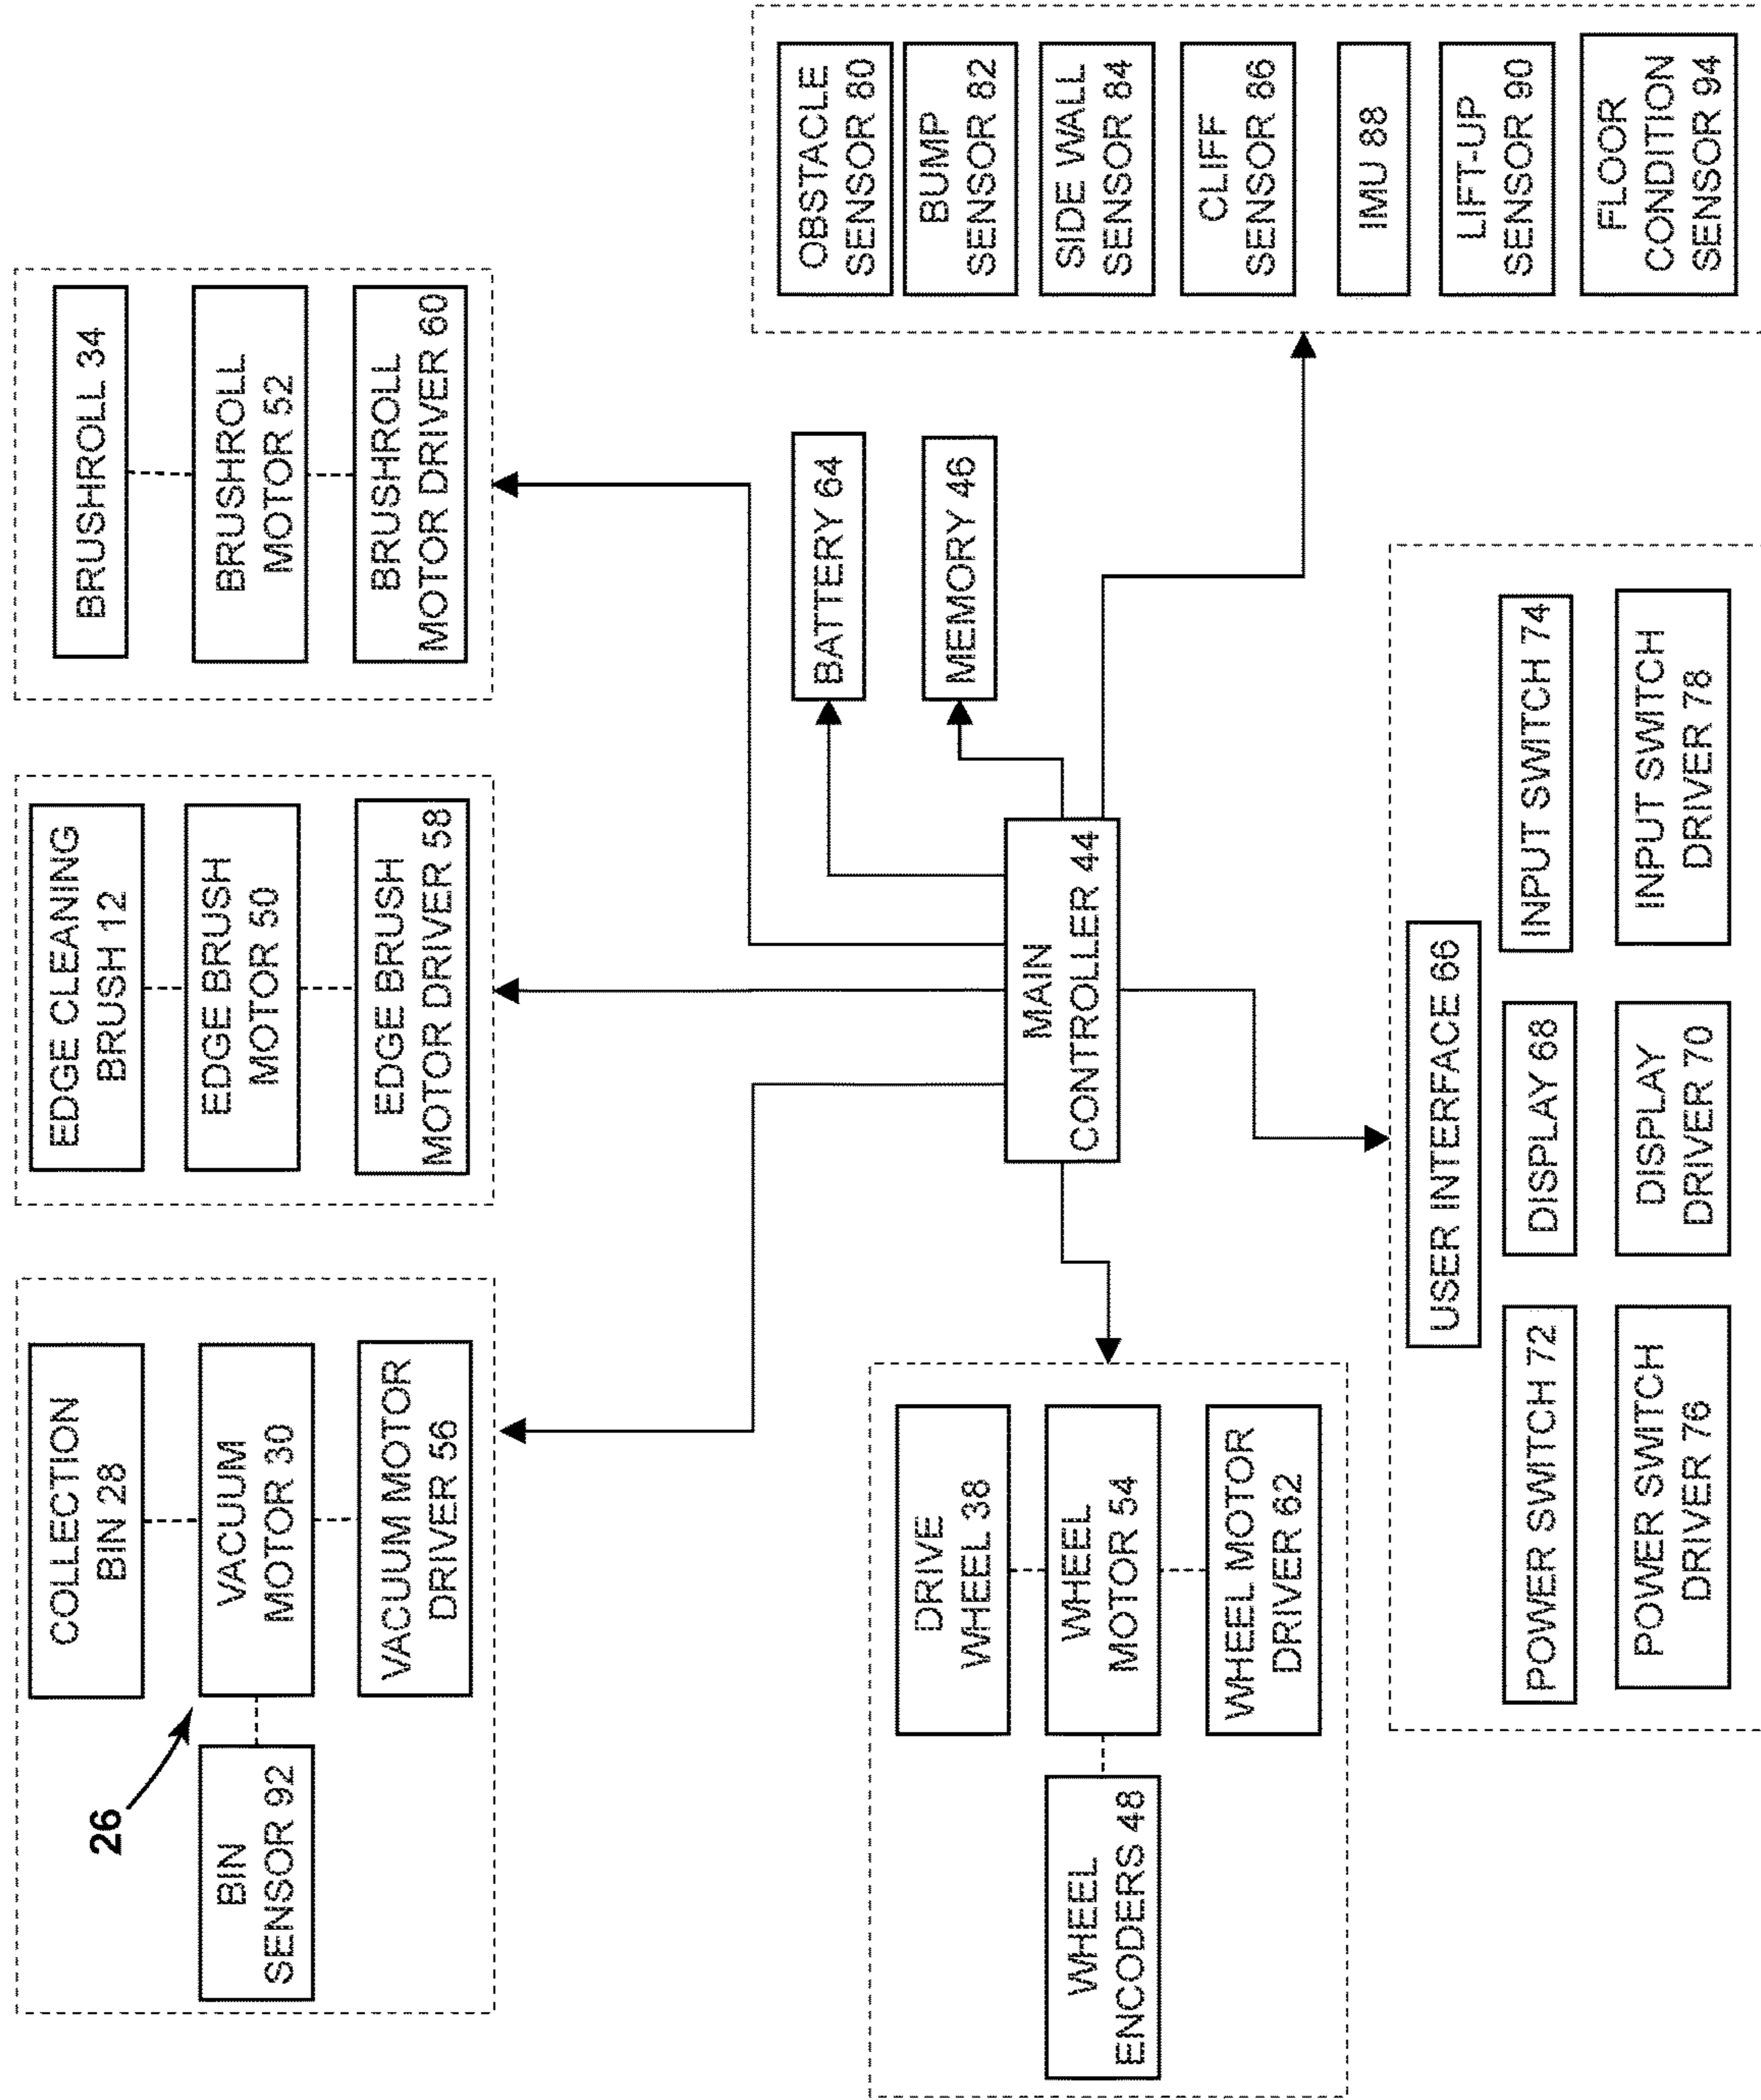 COLLECTION
BIN 28
26
BIN
SENSOR 92
VACUUM
MOTOR 30
VACUUM MOTOR
DRIVER 56
EDGE CLEANING
BRUSH 12
EDGE BRUSH
MOTOR 50
EDGE BRUSH
MOTOR DRIVER 58
BRUSHROLL 34
BRUSHROLL
MOTOR 52
BRUSHROLL
MOTOR DRIVER 60
BATTERY 64
MEMORY 46
MAIN
CONTROLLER 44
DRIVE
WHEEL 38
WHEEL
ENCODERS 48
WHEEL
MOTOR 54
WHEEL MOTOR
DRIVER 62
USER INTERFACE 66
POWER SWITCH 72
DISPLAY 68
INPUT SWITCH 74
POWER SWITCH
DRIVER 76
DISPLAY
DRIVER 70
INPUT SWITCH
DRIVER 78
OBSTACLE
SENSOR 80
BUMP
SENSOR 82
SIDE WALL
SENSOR 84
CLIFF
SENSOR 86
IMU 88
LIFT-UP
SENSOR 90
FLOOR
CONDITION
SENSOR 94